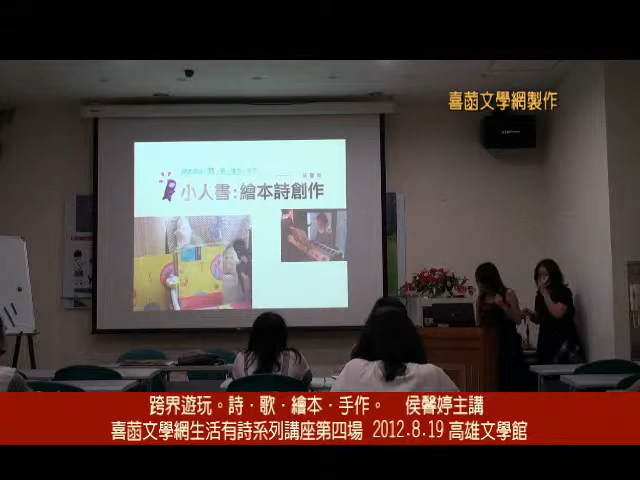 喜菡文學網製作
小人書:繪本詩創作
跨界遊玩。詩．歌．繪本．手作。 侯馨婷主講
喜菡文學網生活有詩系列講座第四場 2012.8.19 高雄文學館